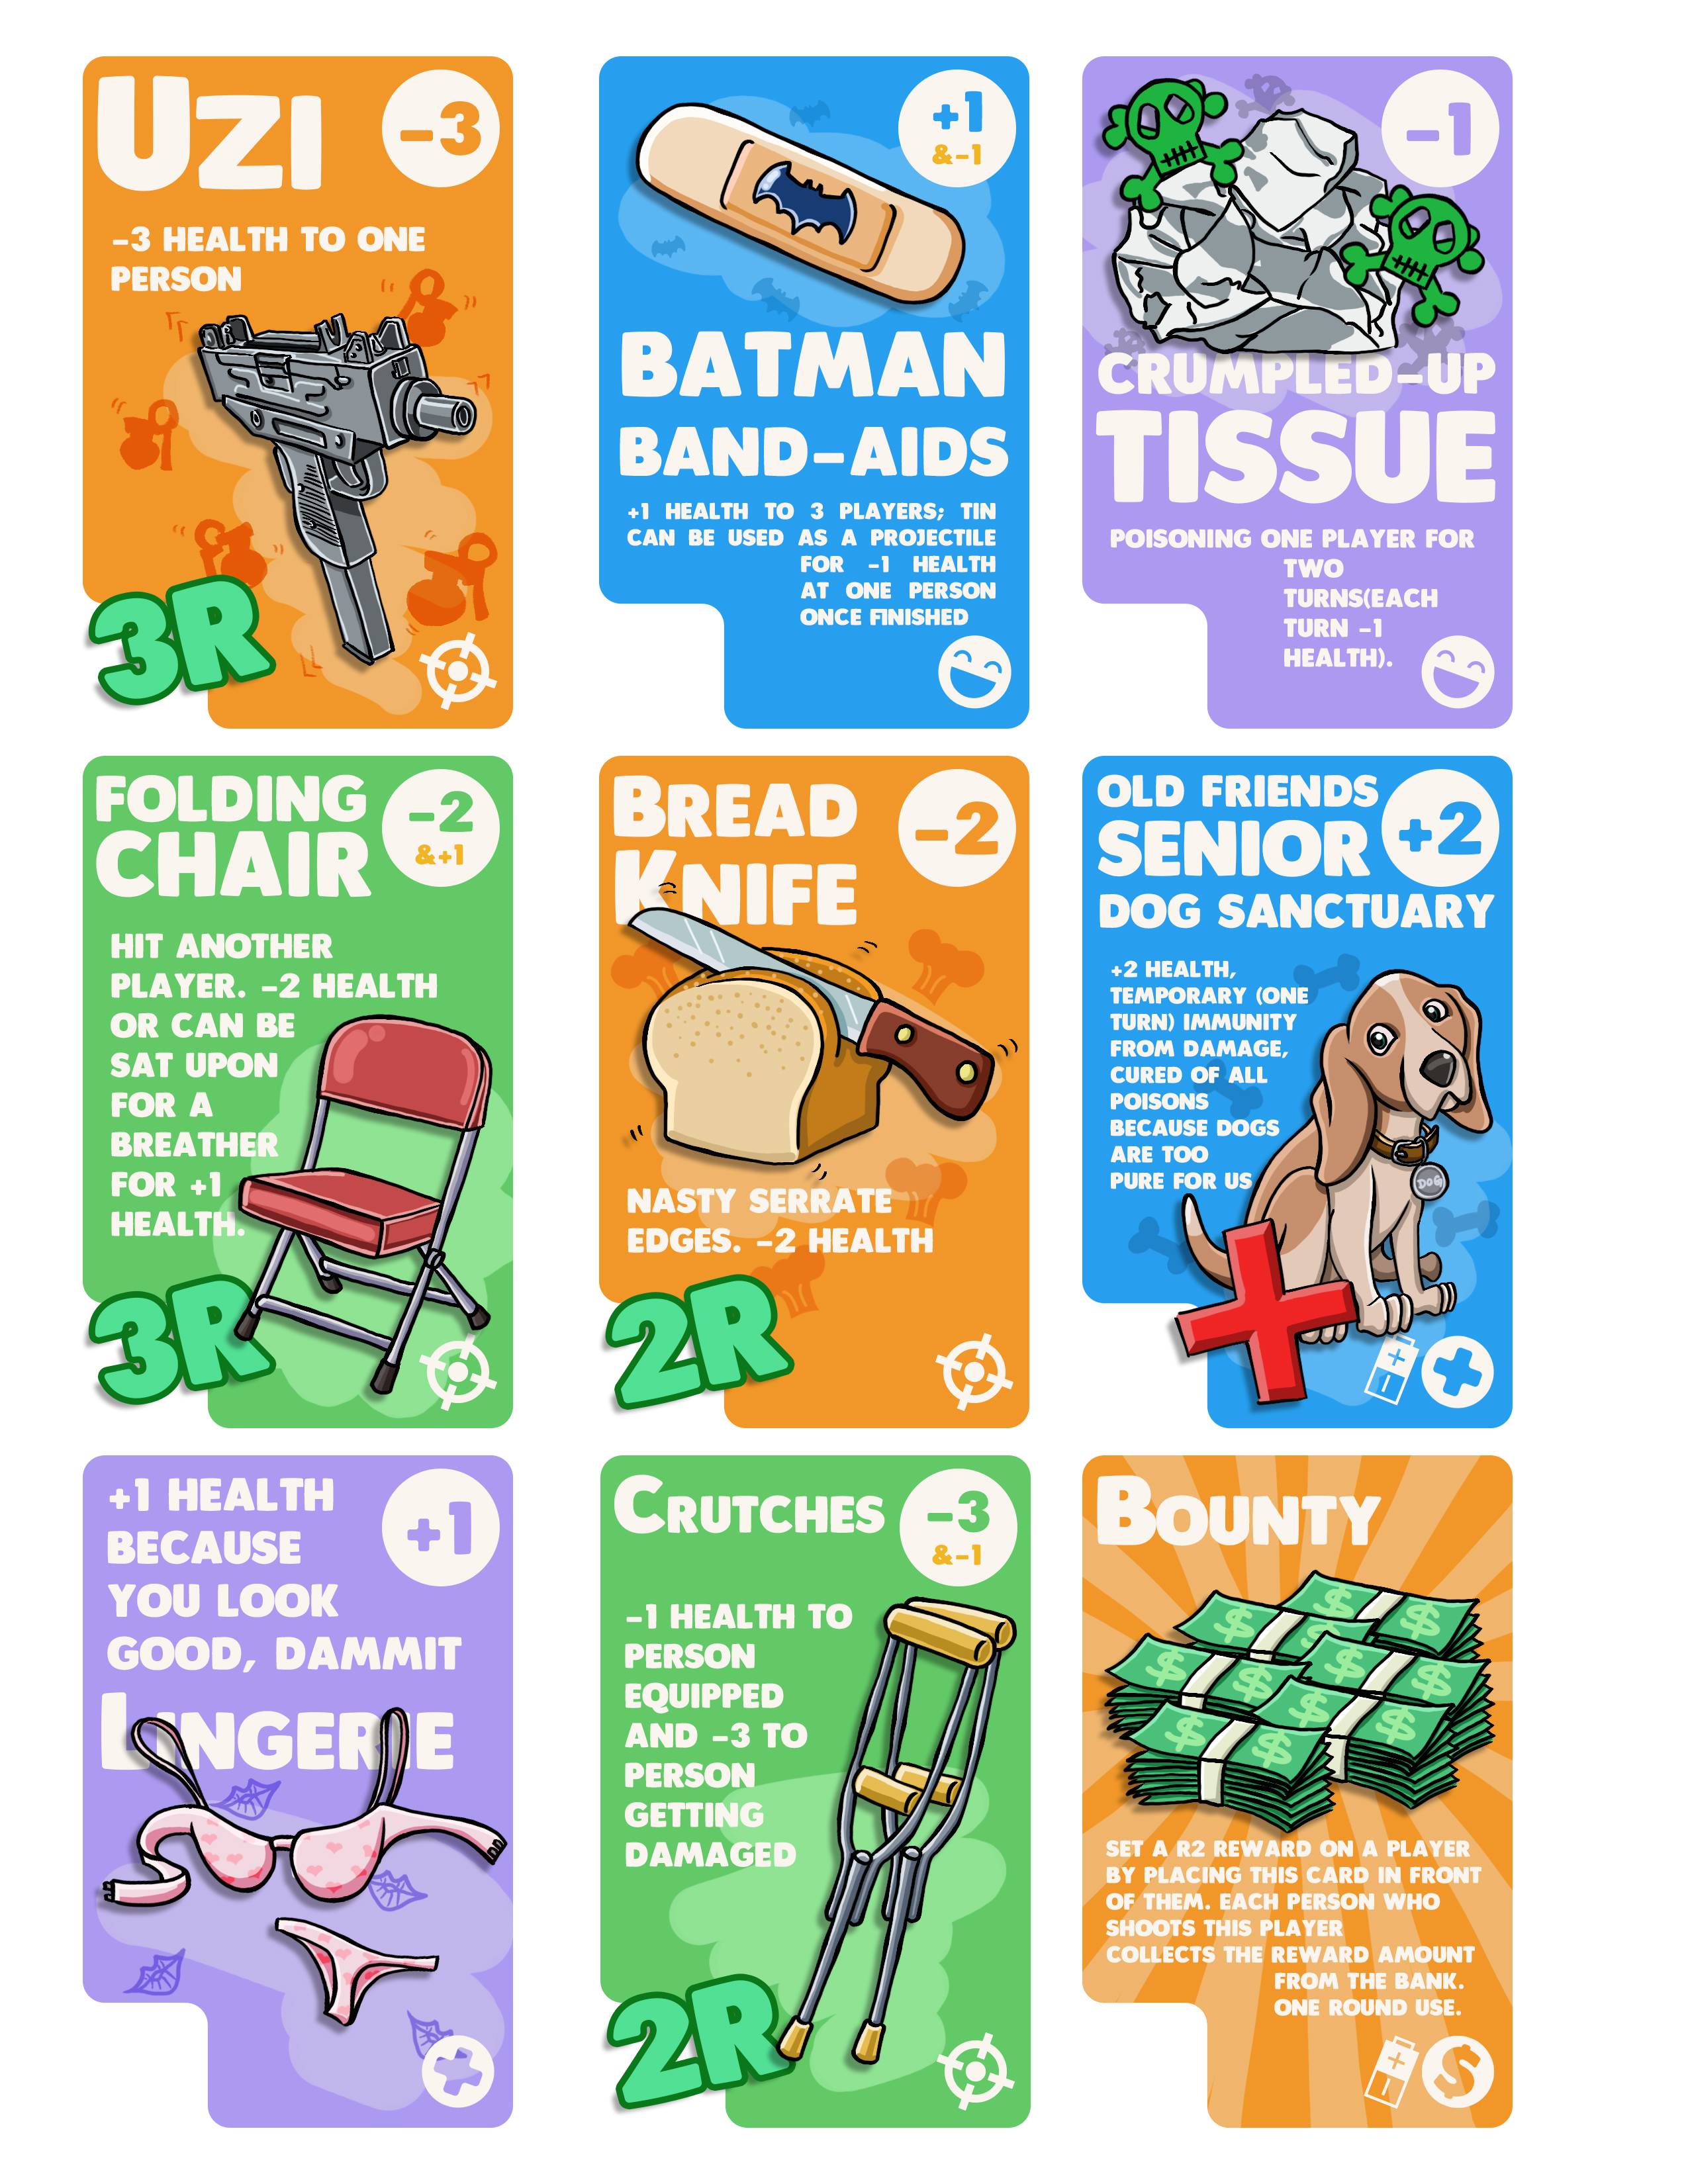 UZI
-3
-3 HEALTH TO ONE
PERSON
3R
+1
&-1
BATMAN
BAND-AIDS
+1 HEALTH TO 3 PLAYERS; TIN
CAN BE USED AS A PROJECTILE
FOR -1 HEALTH
AT ONE PERSON
ONCE FINISHED
-1
CRUMPLED-UP
TISSUE
POISONING ONE PLAYER FOR
TWO
TURNS(EACH
TURN -1
HEALTH).
FOLDING
CHAIR
-2
&+1
HIT ANOTHER
PLAYER. -2 HEALTH
OR CAN BE
SAT UPON
FOR A
BREATHER
FOR +1
HEALTH.
3R
BREAD
KNIFE
-2
NASTY SERRATE
EDGES. -2 HEALTH
2R
OLD FRIENDS
SENIOR
DOG SANCTUARY
+2
+2 HEALTH,
TEMPORARY (ONE
TURN) IMMUNITY
FROM DAMAGE,
CURED OF ALL
POISONS
BECAUSE DOGS
ARE TOO
PURE FOR US
DOG
+1 HEALTH
BECAUSE
YOU LOOK
GOOD, DAMMIT
+1
LINGERIE
CRUTCHES
-3
&-1
-1 HEALTH TO
PERSON
EQUIPPED
AND -3 TO
PERSON
GETTING
DAMAGED
2R
BOUNTY
SET A R2 REWARD ON A PLAYER
BY PLACING THIS CARD IN FRONT
OF THEM. EACH PERSON WHO
SHOOTS THIS PLAYER
COLLECTS THE REWARD AMOUNT
FROM THE BANK.
ONE ROUND USE.